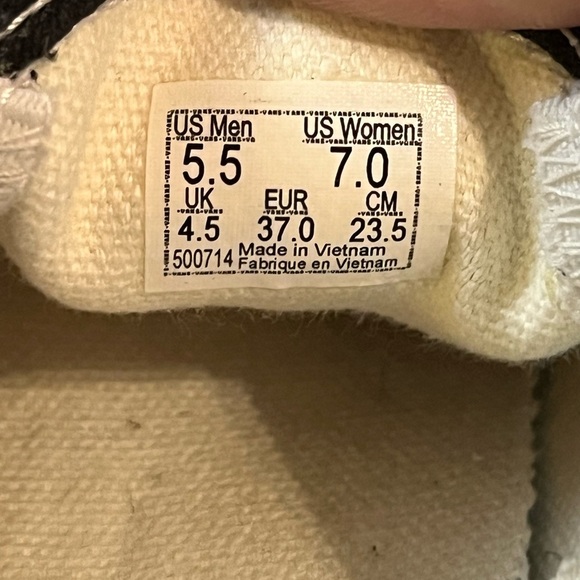 US Men US Women
5.5 7.0
UK EUR CM
4.5 37.0 23.5
500714 Made in Vietnam
Fabrique en Vietnam